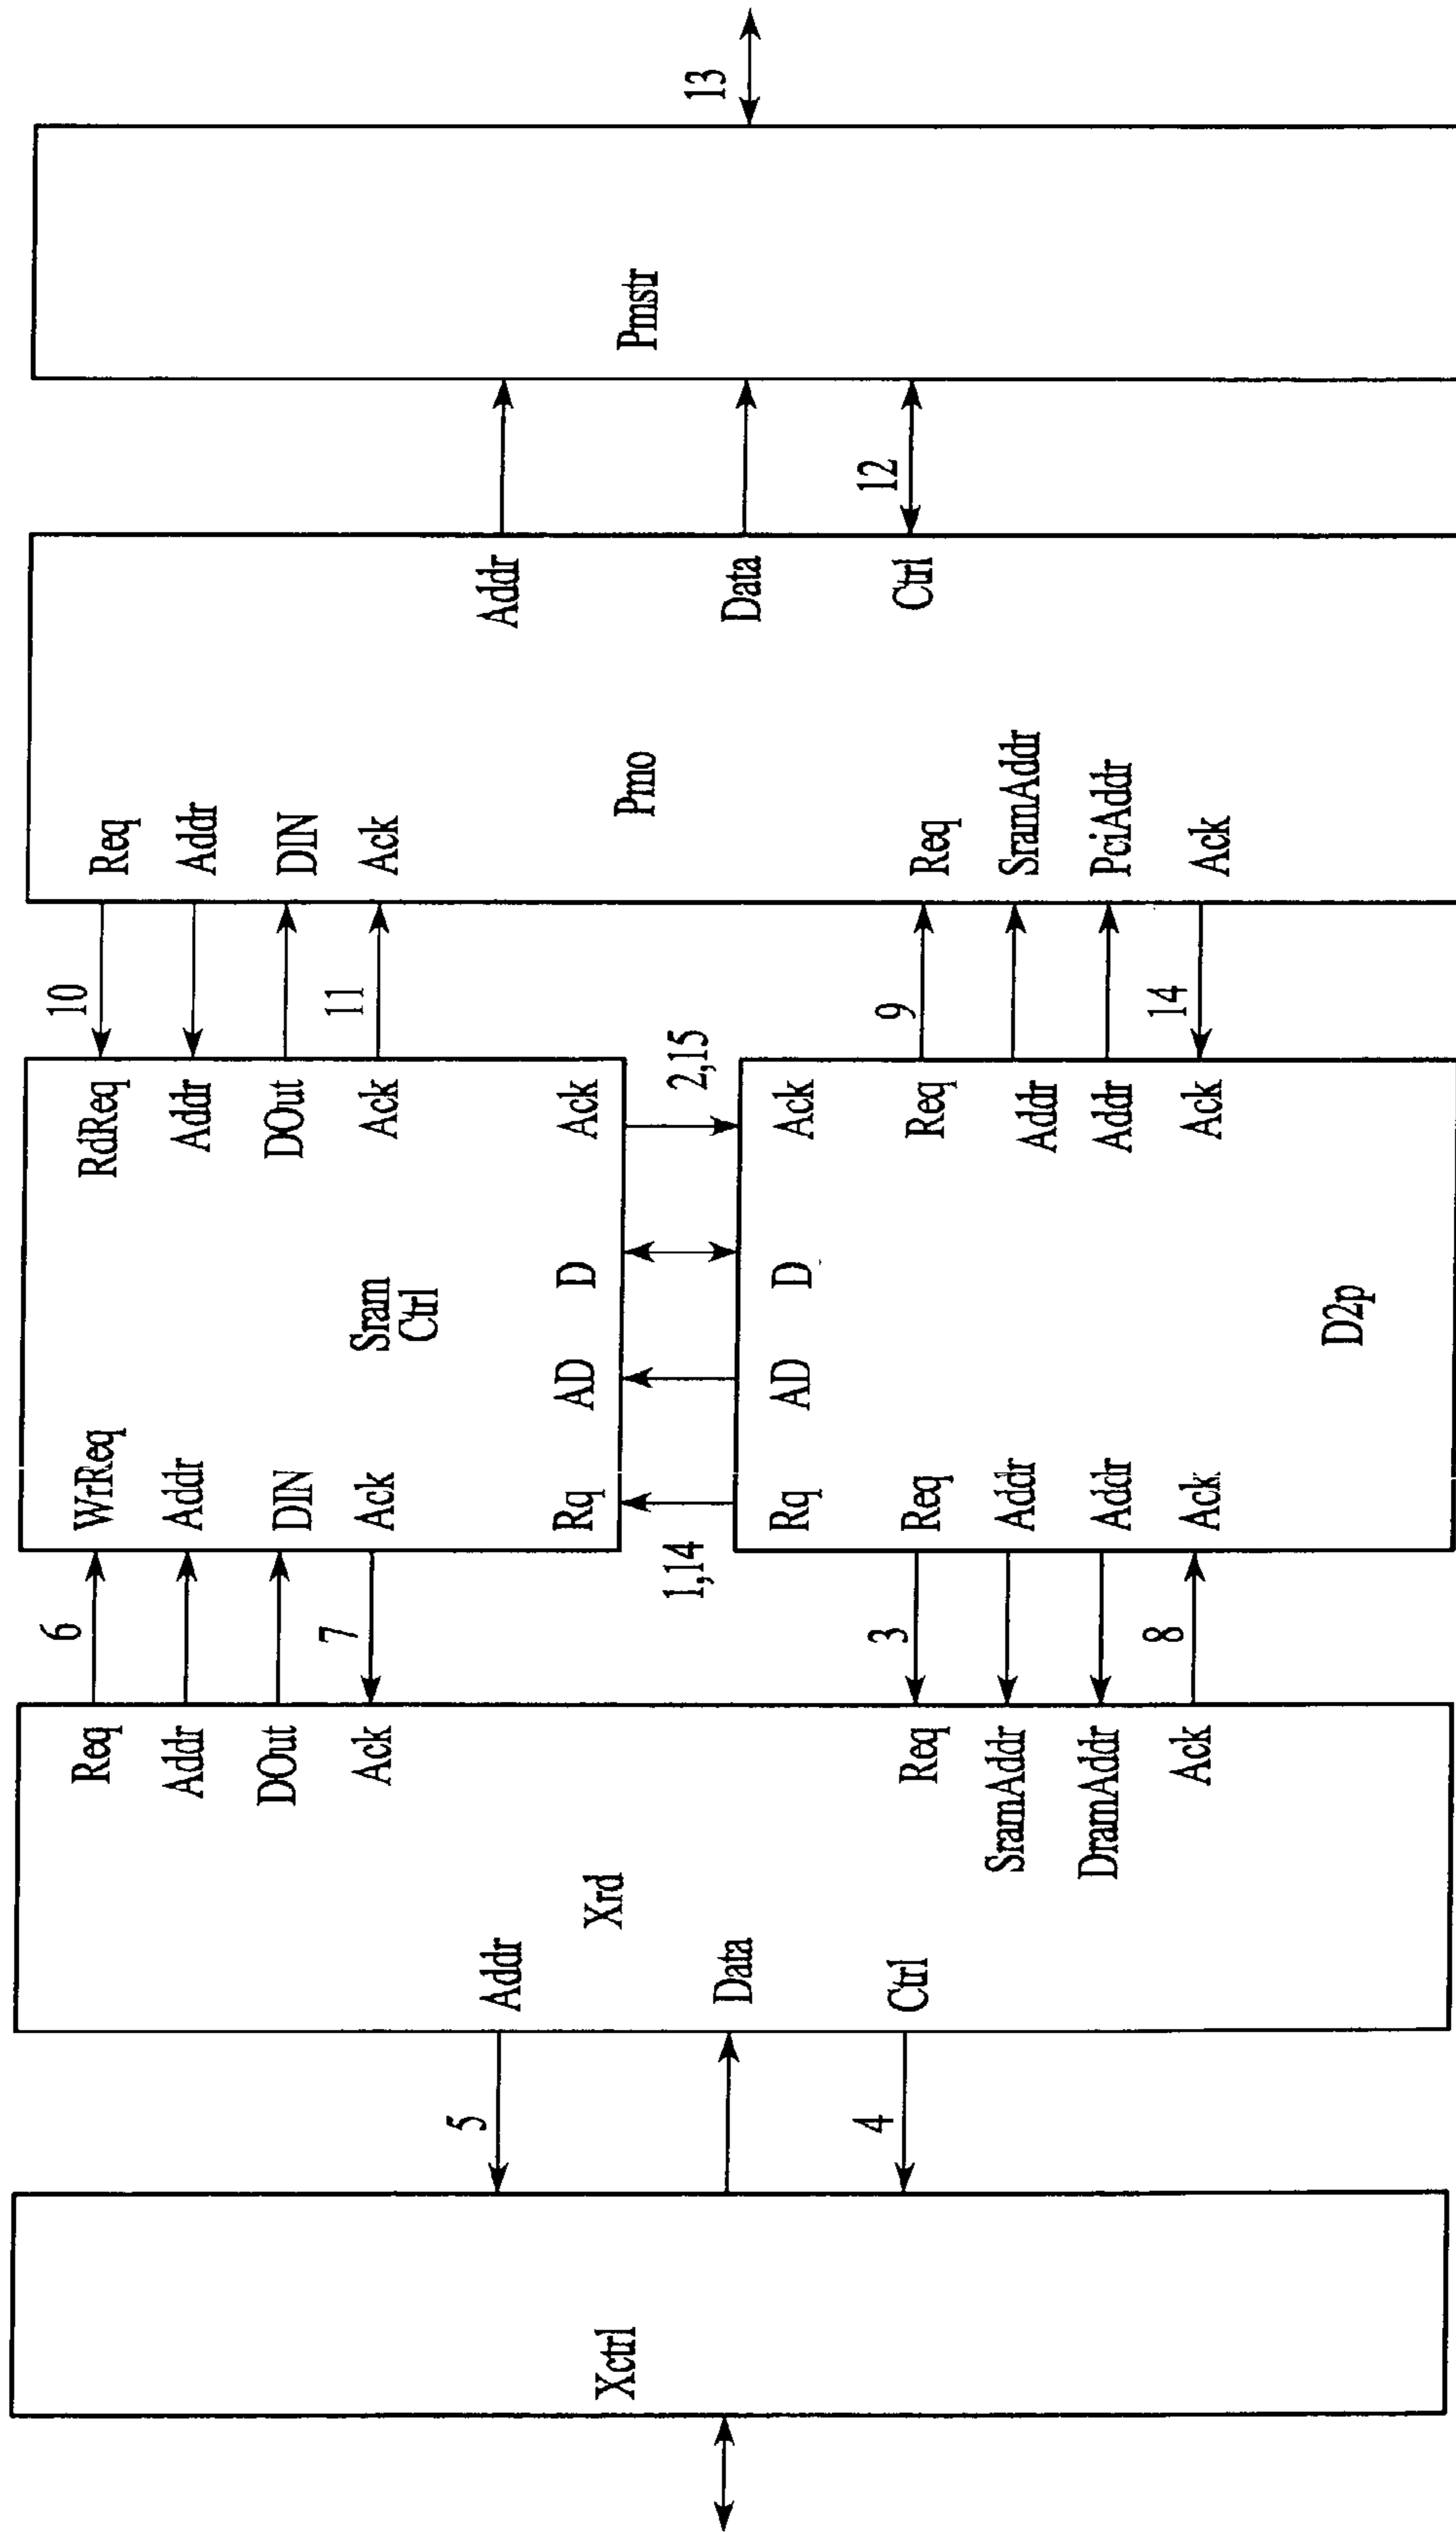 Xctrl
5
4
Addr
Data
Ctrl
Xrd
Req
Addr
DOut
Ack
Req
SramAddr
DramAddr
Ack
6
7
3
8
WrReq
Addr
DIN
Ack
Sram
Ctrl
RdReq
Addr
DOut
Ack
Rq
AD
D
Ack
1,14
2,15
Rq
AD
D
Ack
Req
Addr
Addr
Ack
D2p
Req
Addr
Addr
Ack
10
11
9
14
Req
Addr
DIN
Ack
Pmo
Req
SramAddr
PciAddr
Ack
Addr
Data
Ctrl
12
Pmstr
13